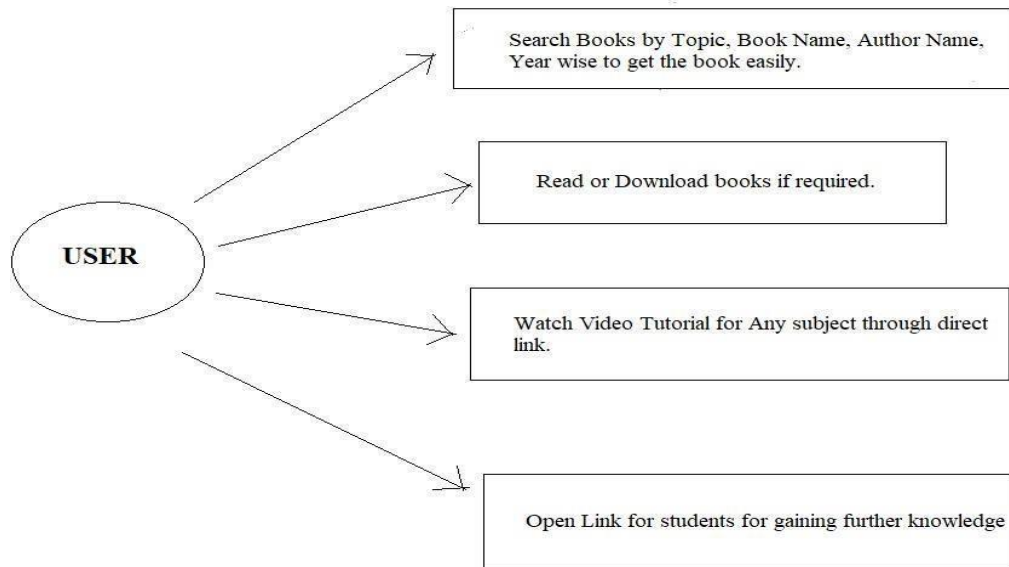 Search Books by Topic, Book Name, Author Name,
Year wise to get the book easily.
Read or Download books if required.
USER
Watch Video Tutorial for Any subject through direct
link.
Open Link for students for gaining further knowledge